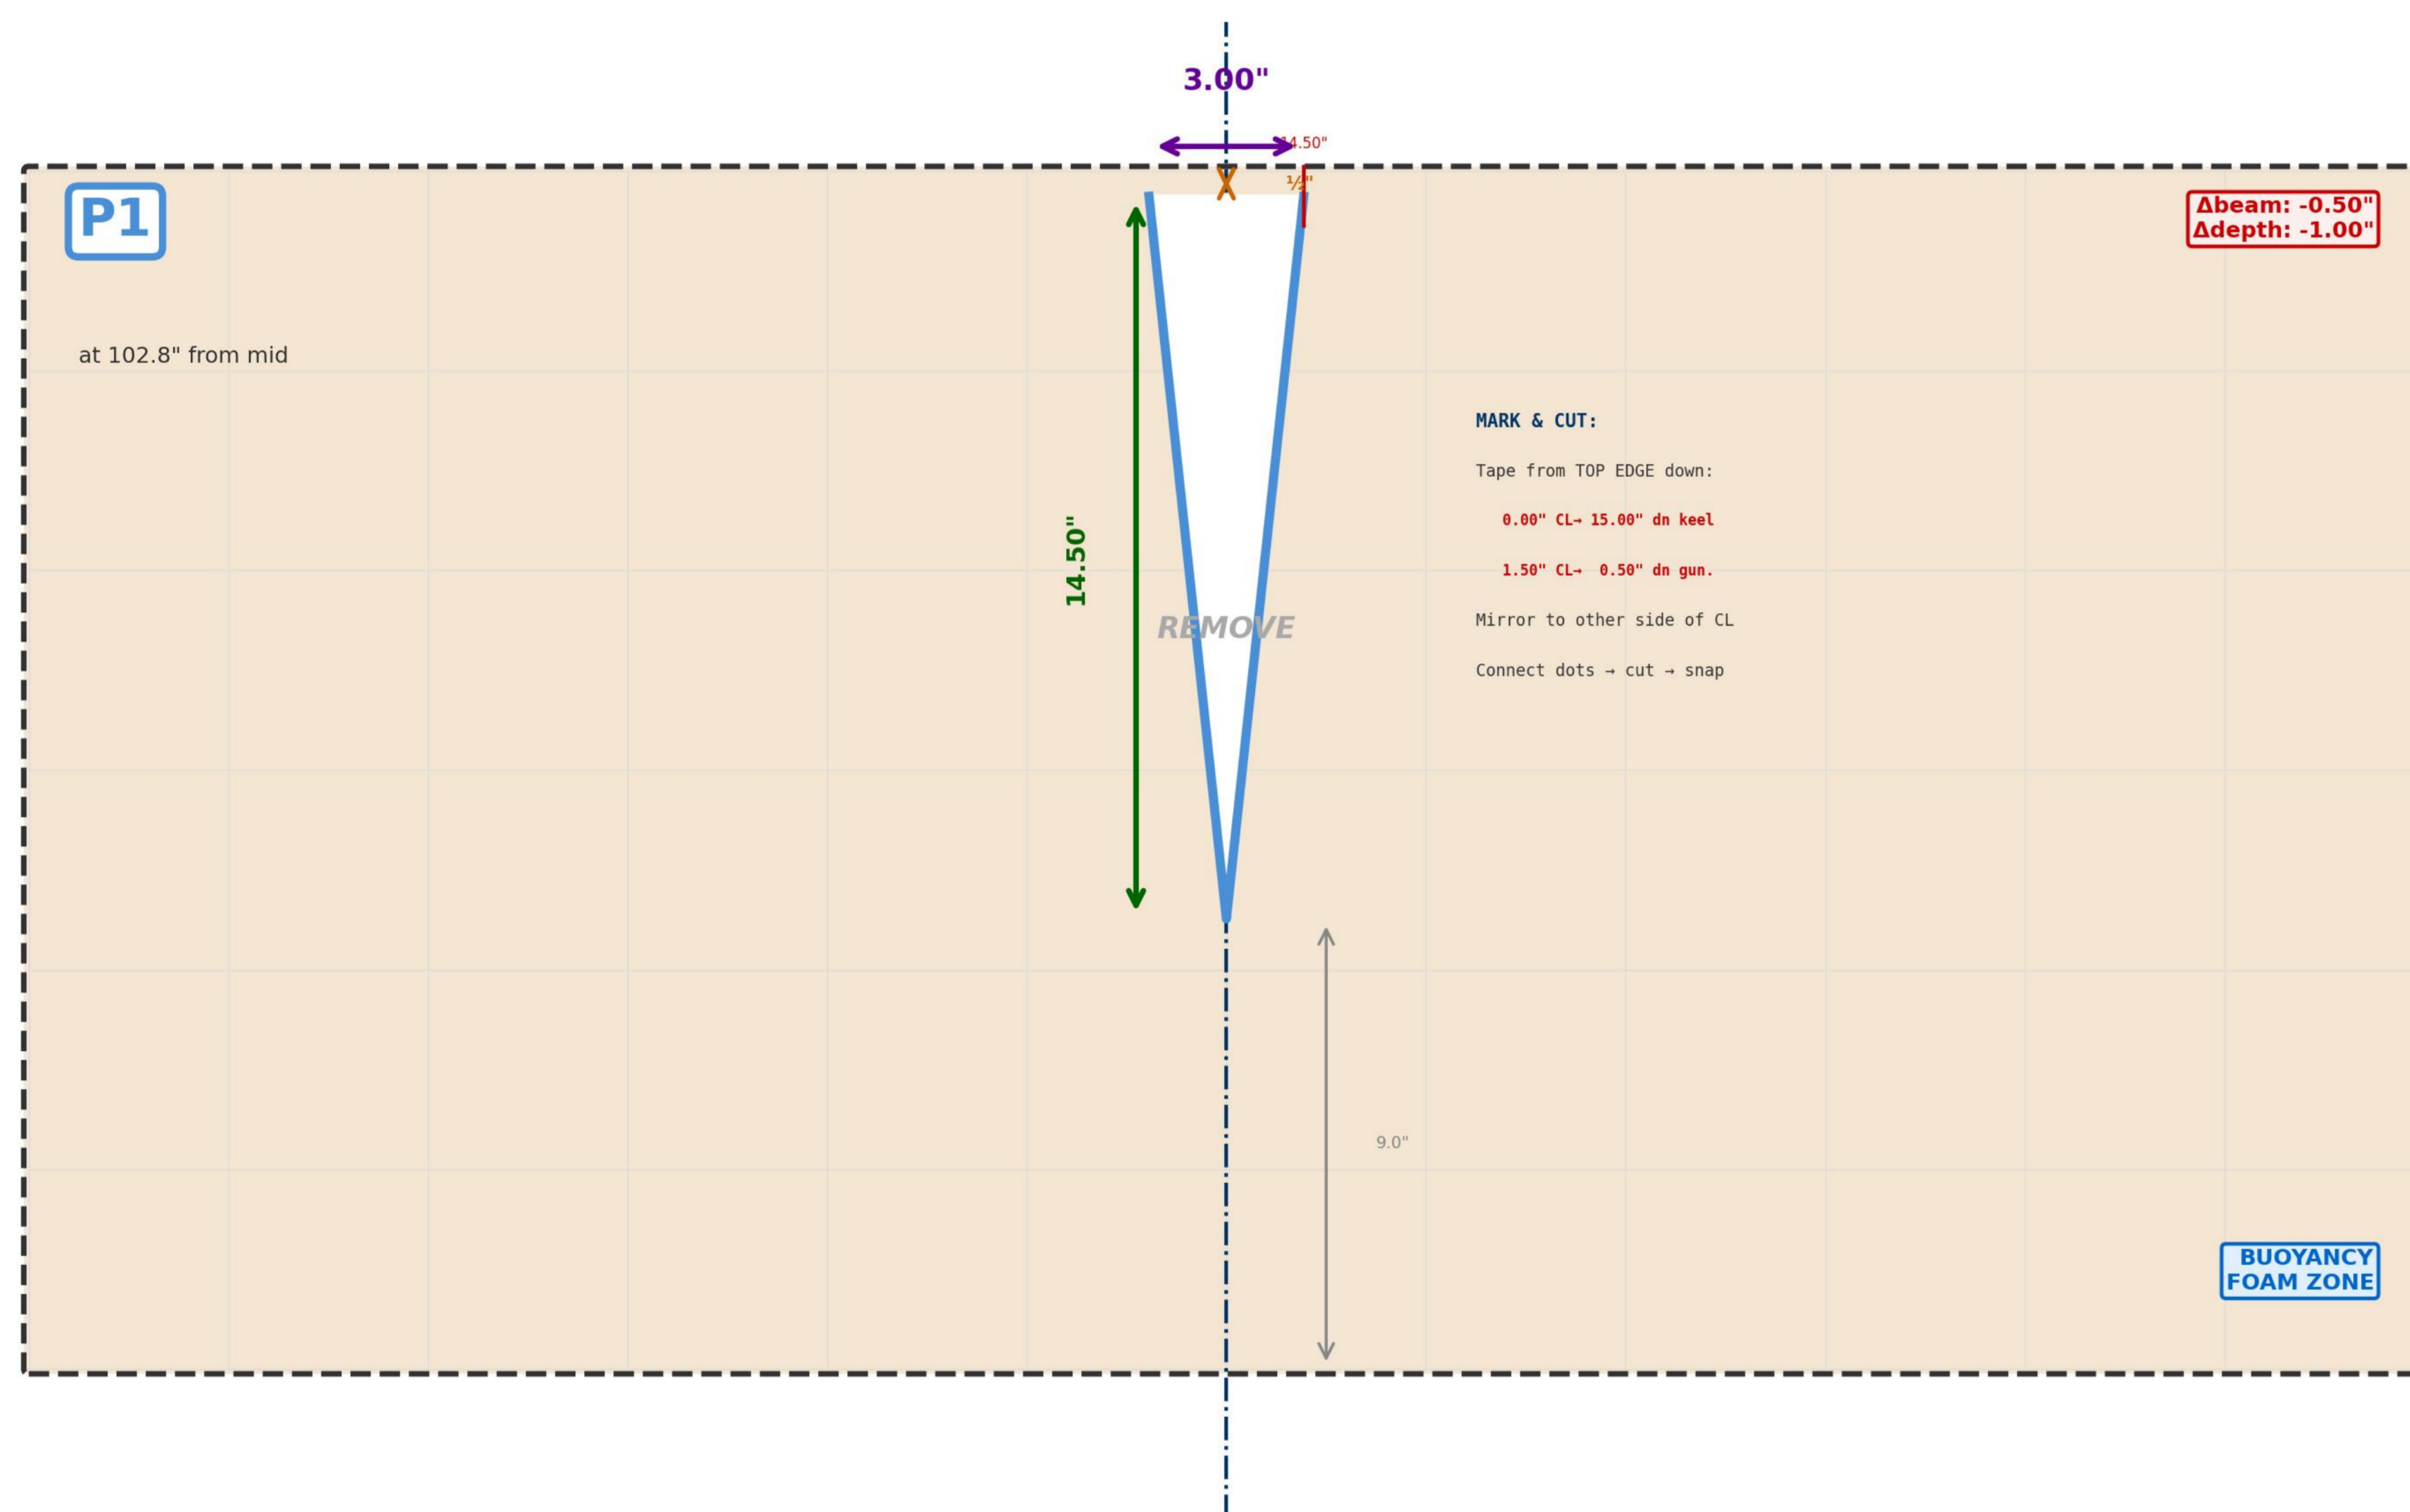 3.00"
14.50"
½"
P1
Δbeam: -0.50"
Δdepth: -1.00"
at 102.8" from mid
MARK & CUT:
Tape from TOP EDGE down:
0.00" CL→ 15.00" dn keel
1.50" CL→  0.50" dn gun.
Mirror to other side of CL
Connect dots → cut → snap
14.50"
REMOVE
9.0"
BUOYANCY
FOAM ZONE